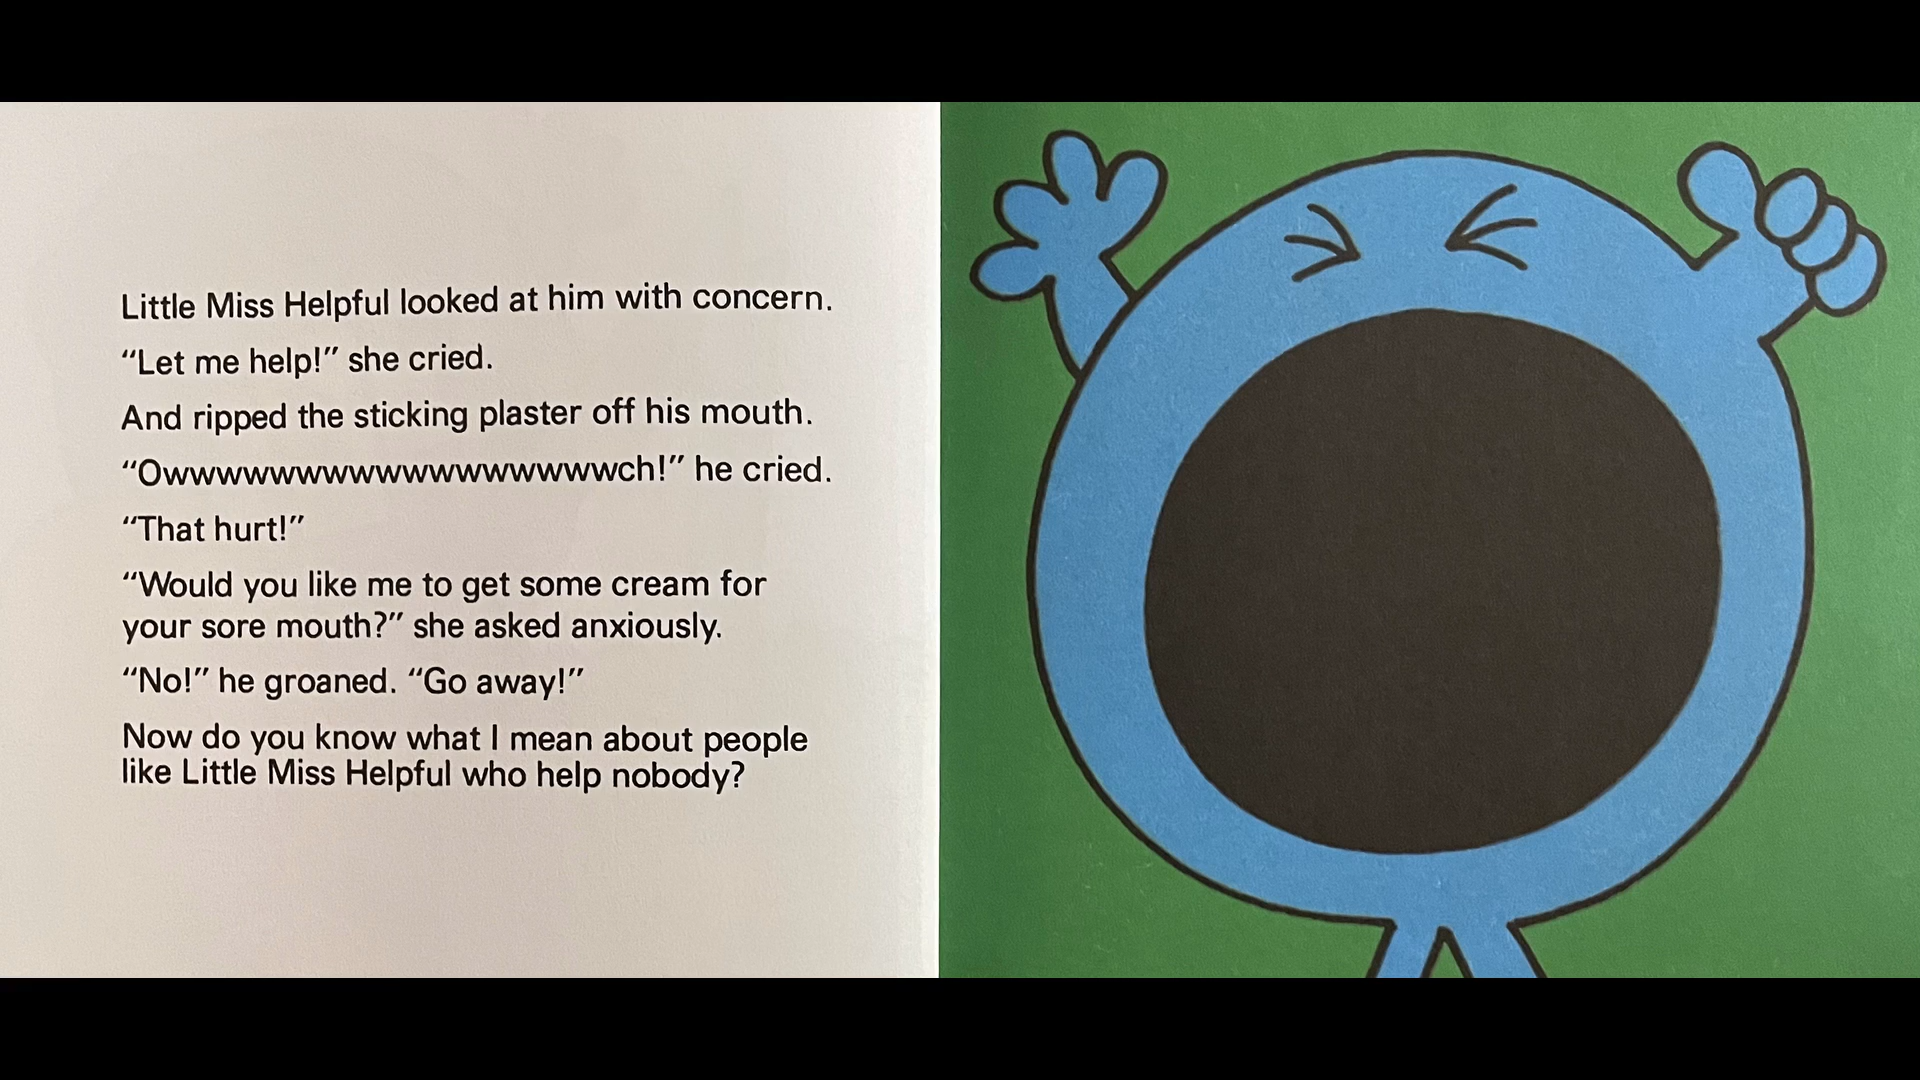 Little Miss Helpful looked at him with concern.
“Let me help!” she cried.
And ripped the sticking plaster off his mouth.
“Owwwwwwwwwwwwwwwwwwch!” he cried.
“That hurt!”
“Would you like me to get some cream for
your sore mouth?” she asked anxiously.
“No!” he groaned. “Go away!”
Now do you know what I mean about people
like Little Miss Helpful who help nobody?